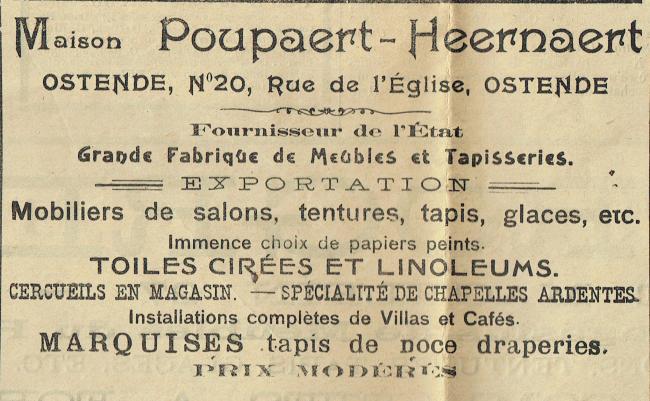 Maison Poupaert-Heernaert
OSTENDE, Nº20, Rue de l'Église, OSTENDE
Fournisseur de l'État
Grande Fabrique de Meubles et Tapisseries.
EXPORTATION
Mobiliers de salons, tentures, tapis, glaces, etc.
Immence choix de papiers peints.
TOILES CIRÉES ET LINOLEUMS.
CERCUEILS EN MAGASIN. — SPÉCIALITÉ DE CHAPELLES ARDENTES.
Installations complètes de Villas et Cafés.
MARQUISES tapis de noce draperies.
PRIX MODÉRÉS